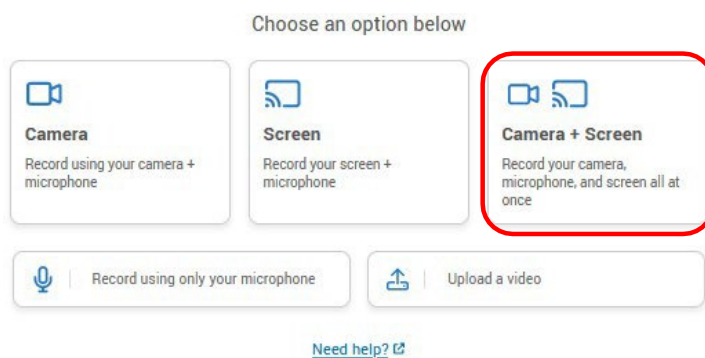 Choose an option below
Camera
Record using your camera +
microphone
Screen
Record your screen +
microphone
Camera + Screen
Record your camera,
microphone, and screen all at
once
Record using only your microphone
Upload a video
Need help?